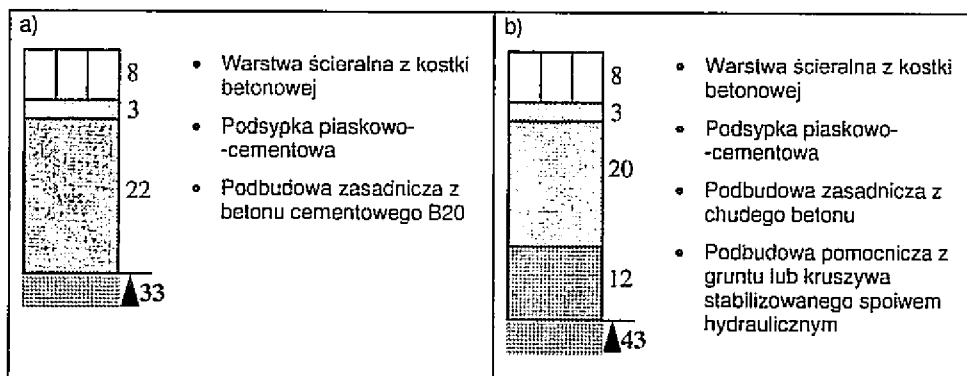 a)
8
3
22
33
• Warstwa ścieralna z kostki
betonowej
• Podsypka piaskowo-
-cementowa
• Podbudowa zasadnicza z
betonu cementowego B20
b)
8
3
20
12
43
• Warstwa ścieralna z kostki
betonowej
• Podsypka piaskowo-
-cementowa
• Podbudowa zasadnicza z
chudego betonu
• Podbudowa pomocnicza z
gruntu lub kruszywa
stabilizowanego spoiwem
hydraulicznym